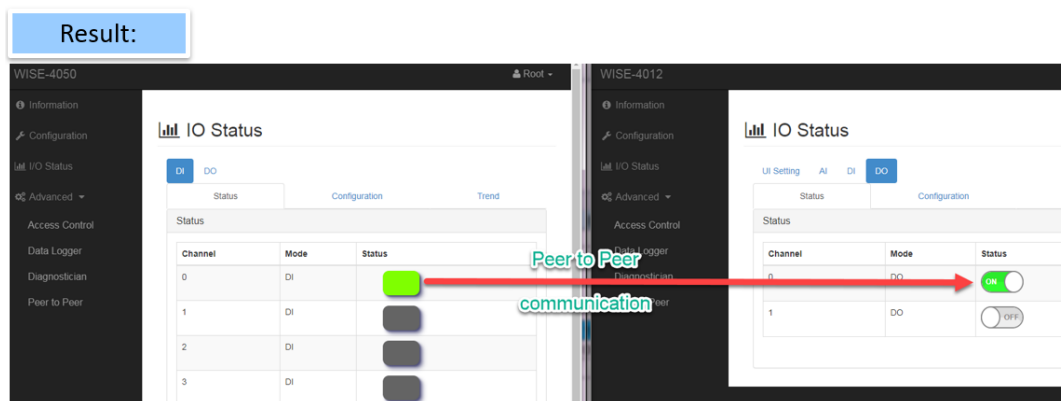 Result:
WISE-4050
Root
Information
Configuration
I/O Status
Advanced
Access Control
Data Logger
Diagnostician
Peer to Peer
IO Status
DI DO
Status Configuration Trend
Status
Channel Mode Status
0 DI
1 DI
2 DI
3 DI
Peer to Peer
communication
WISE-4012
Information
Configuration
I/O Status
Advanced
Access Control
Data Logger
Diagnostician
Peer
IO Status
UI Setting AI DI DO
Status Configuration
Status
Channel Mode Status
0 DO ON
1 DO OFF